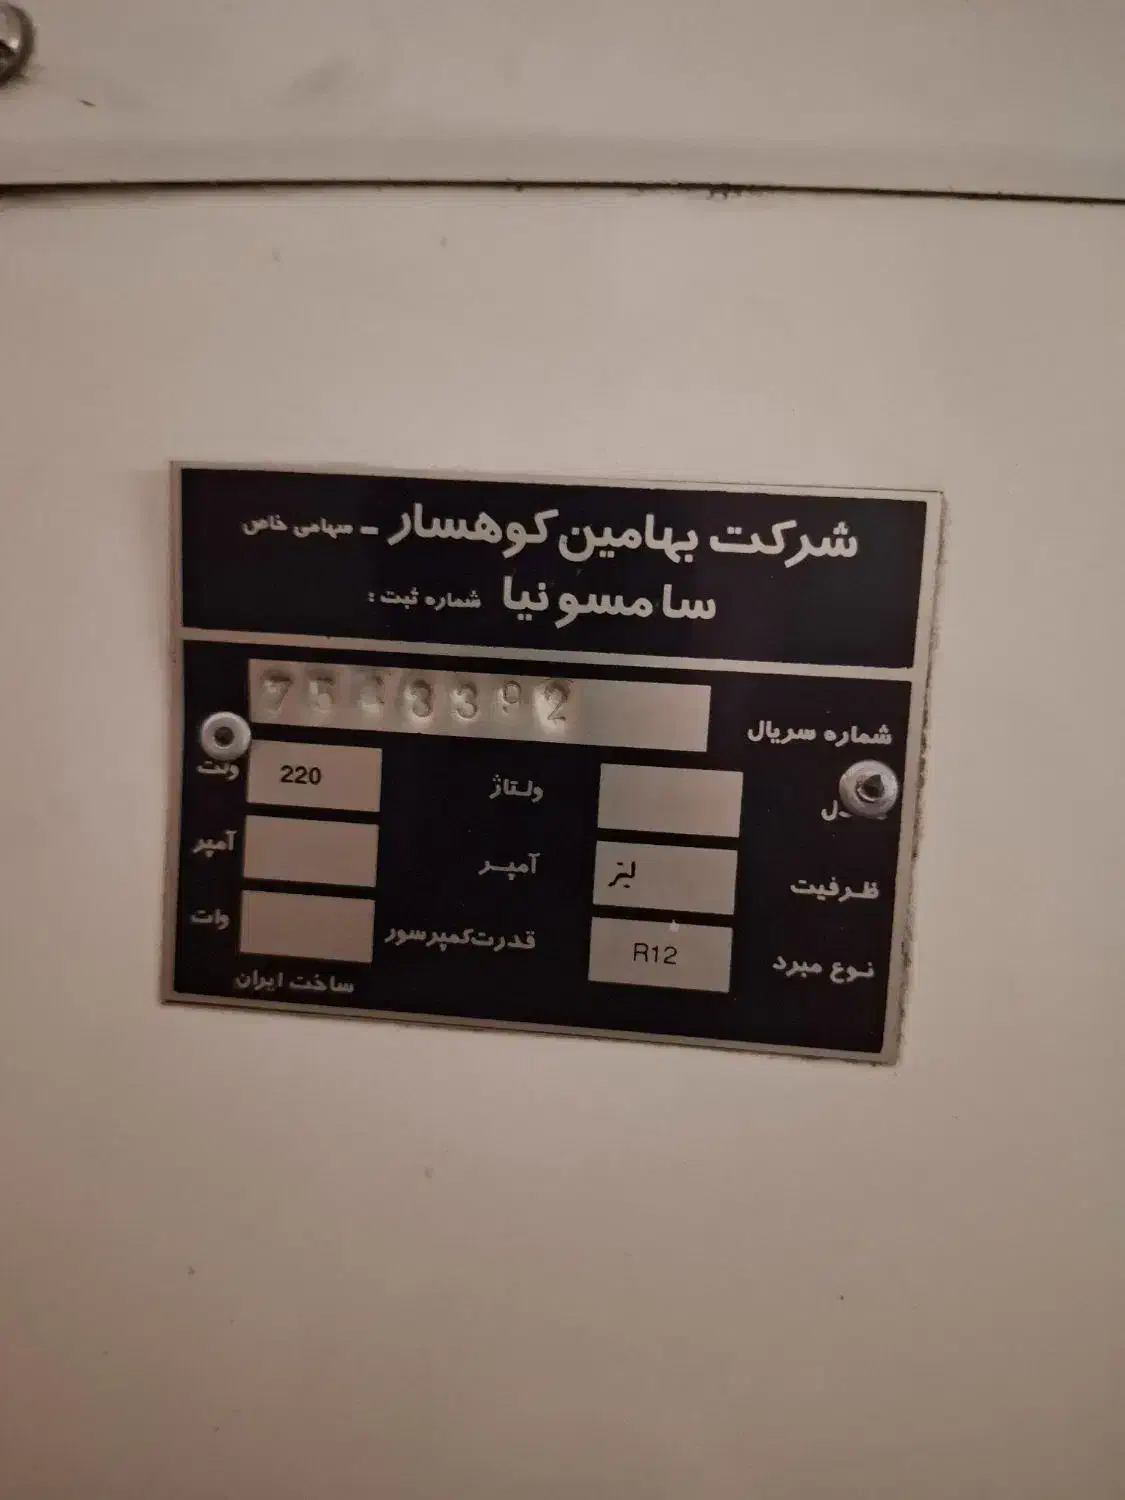 شرکت بهامین کوهسار - سهامی خاص
سامسونیا شماره ثبت :
شماره سریال
ولتاژ 220 ولت
ظرفیت لیتر آمپر آمپر
نوع مبرد R12 قدرت کمپرسور وات
ساخت ایران